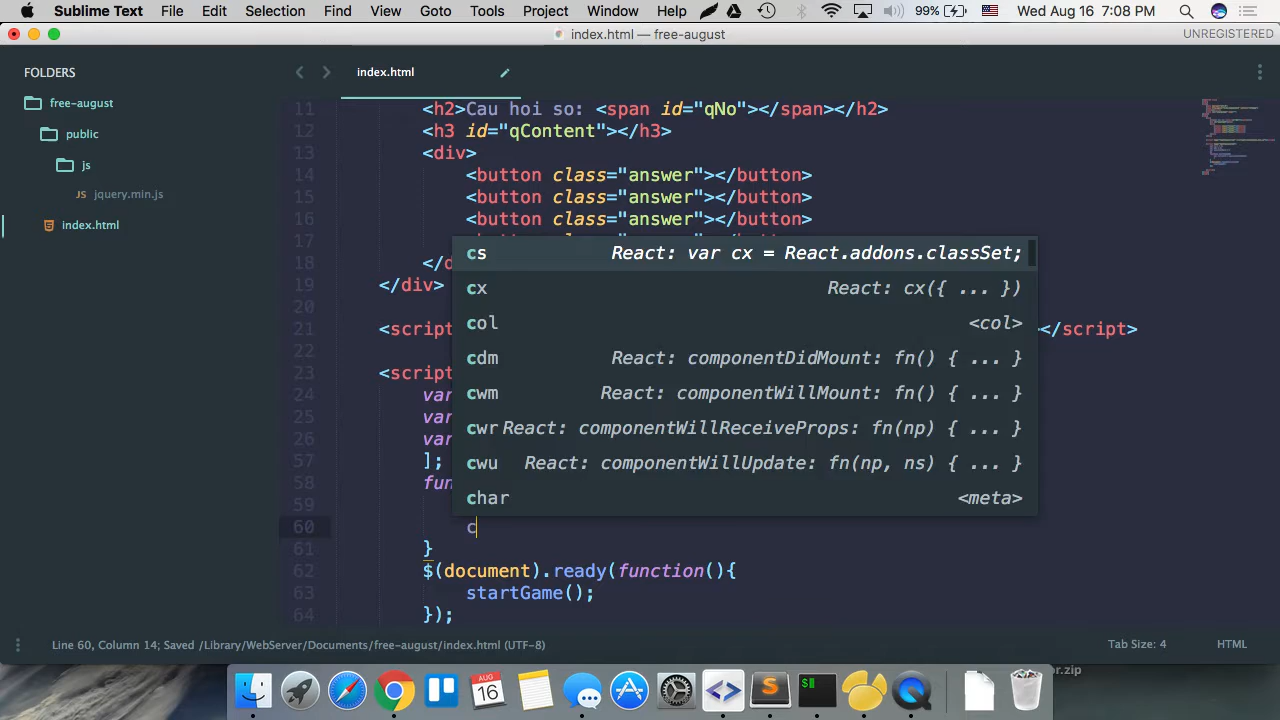 Sublime Text File Edit Selection Find View Goto Tools Project Window Help 99% Wed Aug 16 7:08 PM
index.html — free-august UNREGISTERED
FOLDERS
free-august
public
js
JS jquery.min.js
index.html
index.html
11 <h2>Cau hoi so: <span id="qNo"></span></h2>
12 <h3 id="qContent"></h3>
13 <div>
14 <button class="answer"></button>
15 <button class="answer"></button>
16 <button class="answer"></button>
17
18 </d
19 </div>
20
21 <script </script>
22
23 <script
24 var
25 var
26 var
57 ];
58 fun
59
60 c
61 }
62 $(document).ready(function(){
63 startGame();
64 });
cs React: var cx = React.addons.classSet;
cx React: cx({ ... })
col <col>
cdm React: componentDidMount: fn() { ... }
cwm React: componentWillMount: fn() { ... }
cwr React: componentWillReceiveProps: fn(np) { ... }
cwu React: componentWillUpdate: fn(np, ns) { ... }
char <meta>
Line 60, Column 14; Saved /Library/WebServer/Documents/free-august/index.html (UTF-8) Tab Size: 4 HTML
or.zip
AUG
16